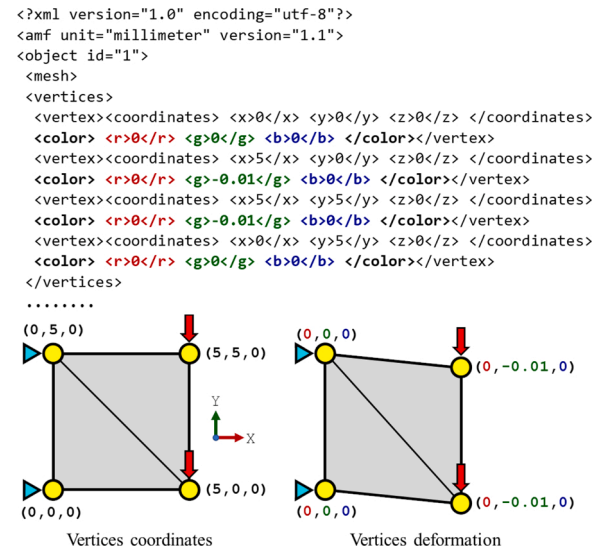 <?xml version="1.0" encoding="utf-8"?>
<amf unit="millimeter" version="1.1">
<object id="1">
<mesh>
<vertices>
<vertex><coordinates> <x>0</x> <y>0</y> <z>0</z> </coordinates>
<color> <r>0</r> <g>0</g> <b>0</b> </color></vertex>
<vertex><coordinates> <x>5</x> <y>0</y> <z>0</z> </coordinates>
<color> <r>0</r> <g>-0.01</g> <b>0</b> </color></vertex>
<vertex><coordinates> <x>5</x> <y>5</y> <z>0</z> </coordinates>
<color> <r>0</r> <g>-0.01</g> <b>0</b> </color></vertex>
<vertex><coordinates> <x>0</x> <y>5</y> <z>0</z> </coordinates>
<color> <r>0</r> <g>0</g> <b>0</b> </color></vertex>
</vertices>
........
(0,5,0)
(5,5,0)
Y
X
(5,0,0)
(0,0,0)
Vertices coordinates
(0,0,0)
(0,-0.01,0)
(0,-0.01,0)
(0,0,0)
Vertices deformation